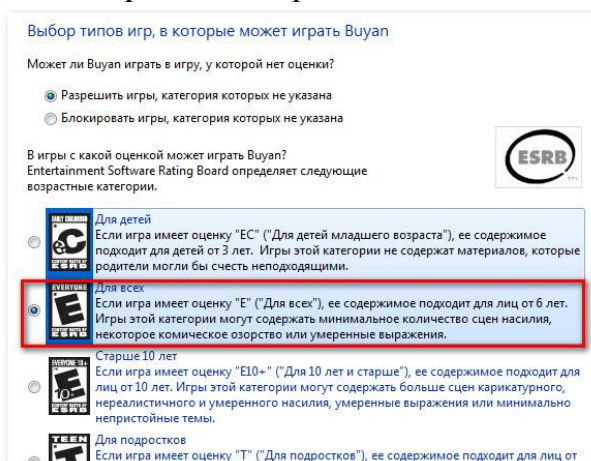 Выбор типов игр, в которые может играть Buyan
Может ли Buyan играть в игру, у которой нет оценки?
Разрешить игры, категория которых не указана
Блокировать игры, категория которых не указана
В игры с какой оценкой может играть Buyan?
Entertainment Software Rating Board определяет следующие
возрастные категории.
ESRB
Для детей
Если игра имеет оценку "EC" ("Для детей младшего возраста"), ее содержимое
подходит для детей от 3 лет. Игры этой категории не содержат материалов, которые
родители могли бы счесть неподходящими.
EVERYONE
E
ESRB
Для всех
Если игра имеет оценку "E" ("Для всех"), ее содержимое подходит для лиц от 6 лет.
Игры этой категории могут содержать минимальное количество сцен насилия,
некоторое комическое озорство или умеренные выражения.
EVERYONE 10+
E
10+
ESRB
Старше 10 лет
Если игра имеет оценку "E10+" ("Для 10 лет и старше"), ее содержимое подходит для
лиц от 10 лет. Игры этой категории могут содержать больше сцен карикатурного,
нереалистичного и умеренного насилия, умеренные выражения или минимально
непристойные темы.
TEEN
T
Для подростков
Если игра имеет оценку "T" ("Для подростков"), ее содержимое подходит для лиц от